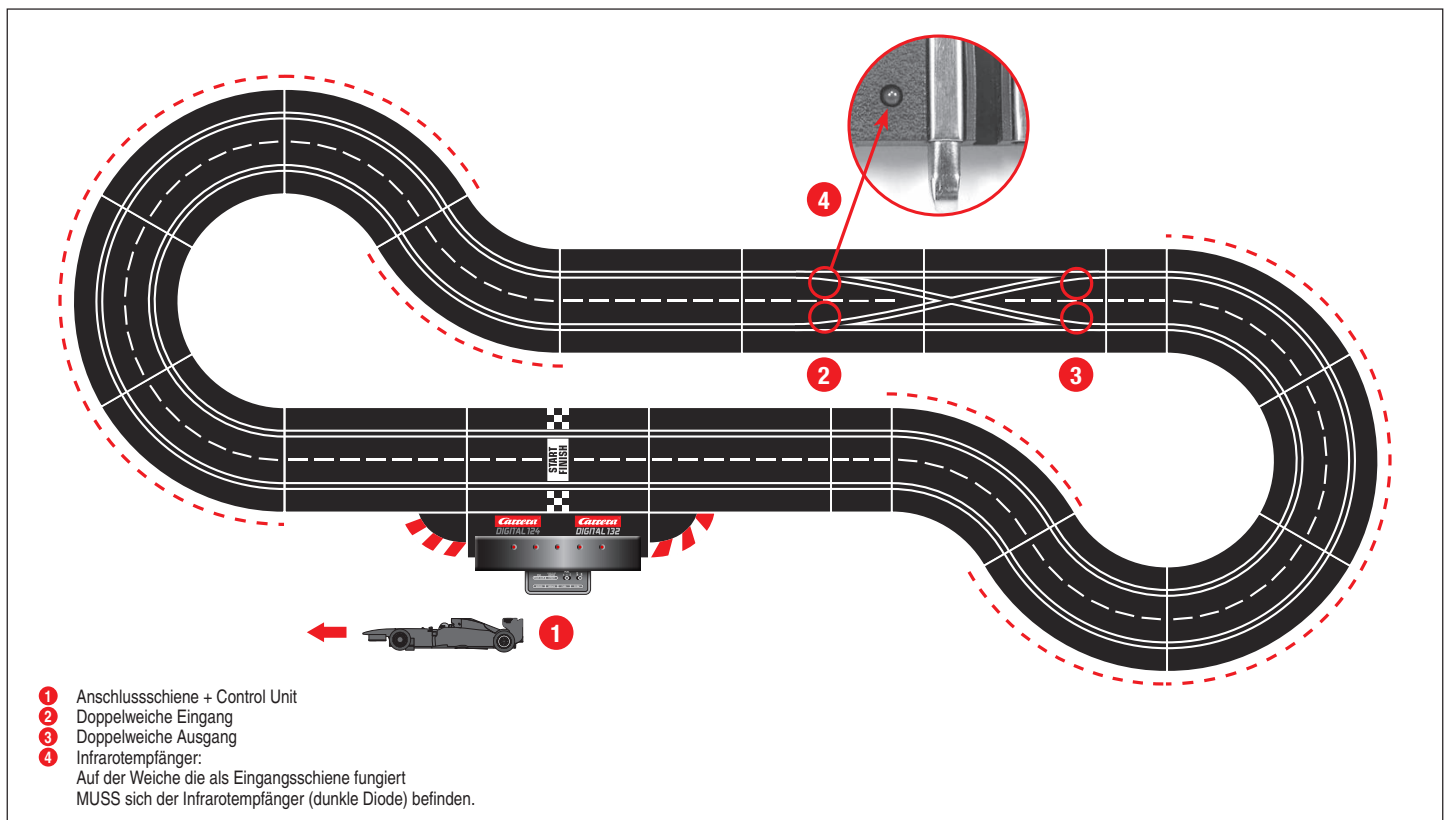 4
2
3
START
FINISH
Carrera Carrera
DIGITAL 124 DIGITAL 132
1
1 Anschlussschiene + Control Unit
2 Doppelweiche Eingang
3 Doppelweiche Ausgang
4 Infrarotempfänger:
Auf der Weiche die als Eingangsschiene fungiert
MUSS sich der Infrarotempfänger (dunkle Diode) befinden.